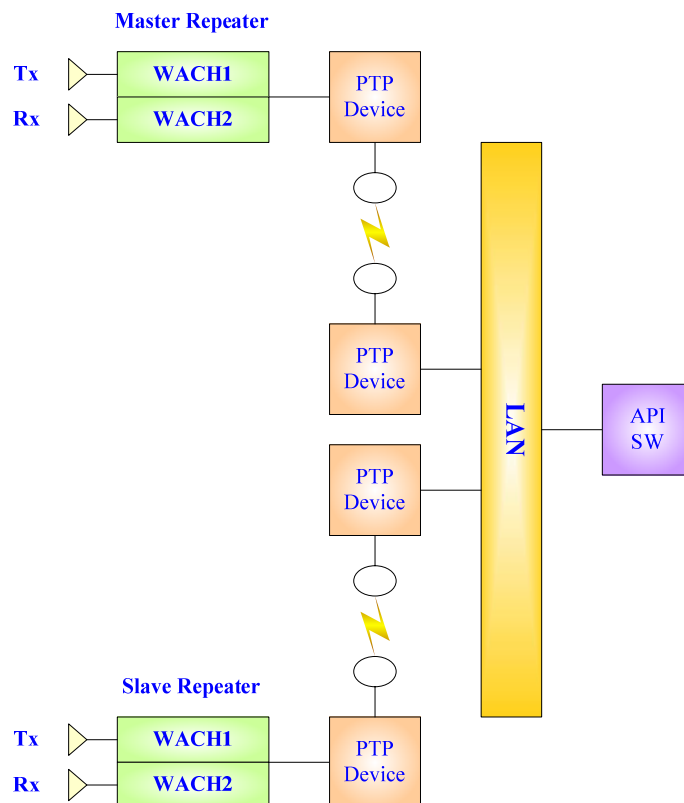 Master Repeater
Tx
WACH1
Rx
WACH2
PTP
Device
PTP
Device
LAN
API
SW
PTP
Device
Slave Repeater
Tx
WACH1
Rx
WACH2
PTP
Device